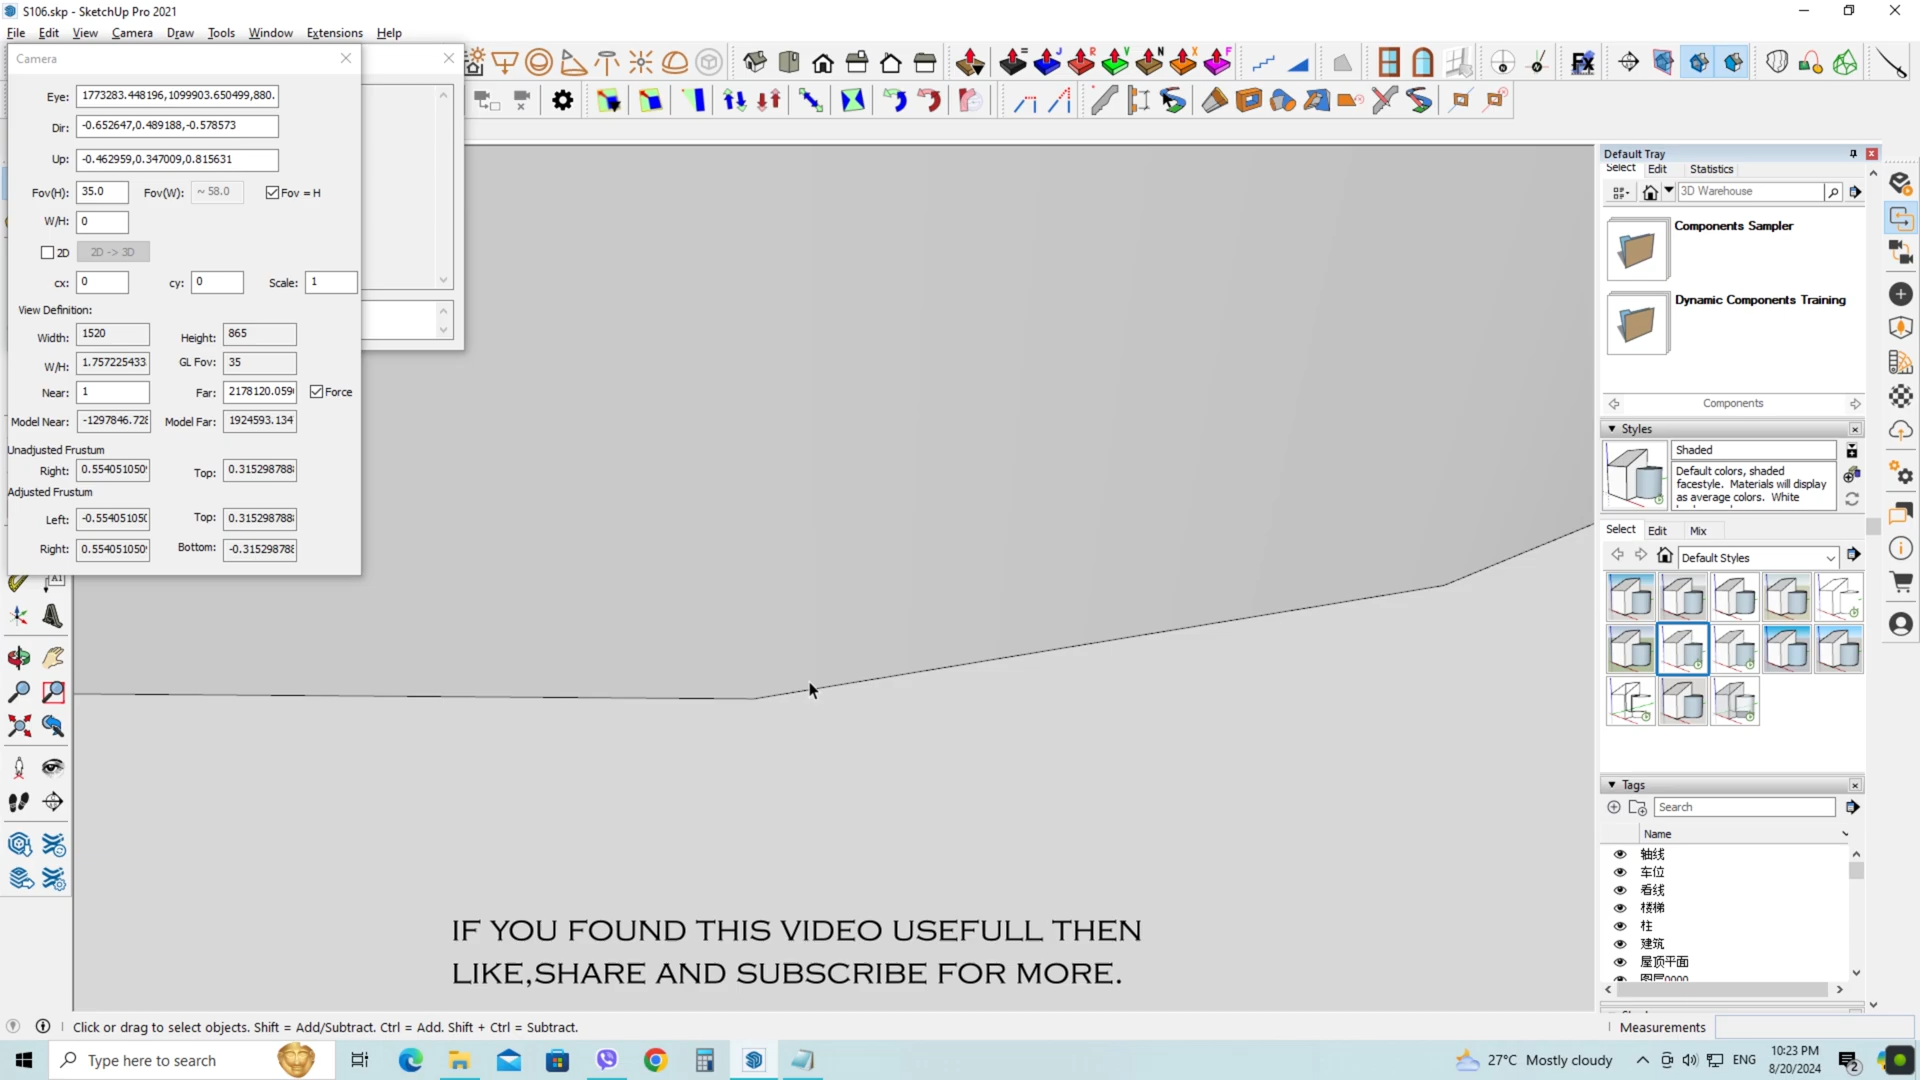 S106.skp - SketchUp Pro 2021
File Edit View Camera Draw Tools Window Extensions Help
Camera
Eye: 1773283.448196,1099903.650499,880.
Dir: -0.652647,0.489188,-0.578573
Up: -0.462959,0.347009,0.815631
Fov(H): 35.0 Fov(W): ~ 58.0 Fov = H
W/H: 0
2D 2D -> 3D
cx: 0 cy: 0 Scale: 1
View Definition:
Width: 1520 Height: 865
W/H: 1.757225433 GL Fov: 35
Near: 1 Far: 2178120.059 Force
Model Near: -1297846.728 Model Far: 1924593.134
Unadjusted Frustum
Right: 0.554051050 Top: 0.315298788
Adjusted Frustum
Left: -0.55405105 Top: 0.315298788
Right: 0.554051050 Bottom: -0.31529878
Default Tray
Select Edit Statistics
3D Warehouse
Components Sampler
Dynamic Components Training
Components
Styles
Shaded
Default colors, shaded
facestyle. Materials will display
as average colors. White
Select Edit Mix
Default Styles
Tags
Search
Name
轴线
车位
看线
楼梯
柱
建筑
屋顶平面
图层0000
IF YOU FOUND THIS VIDEO USEFULL THEN
LIKE,SHARE AND SUBSCRIBE FOR MORE.
Click or drag to select objects. Shift = Add/Subtract. Ctrl = Add. Shift + Ctrl = Subtract.
Measurements
Type here to search
27°C Mostly cloudy
ENG
10:23 PM
8/20/2024
2